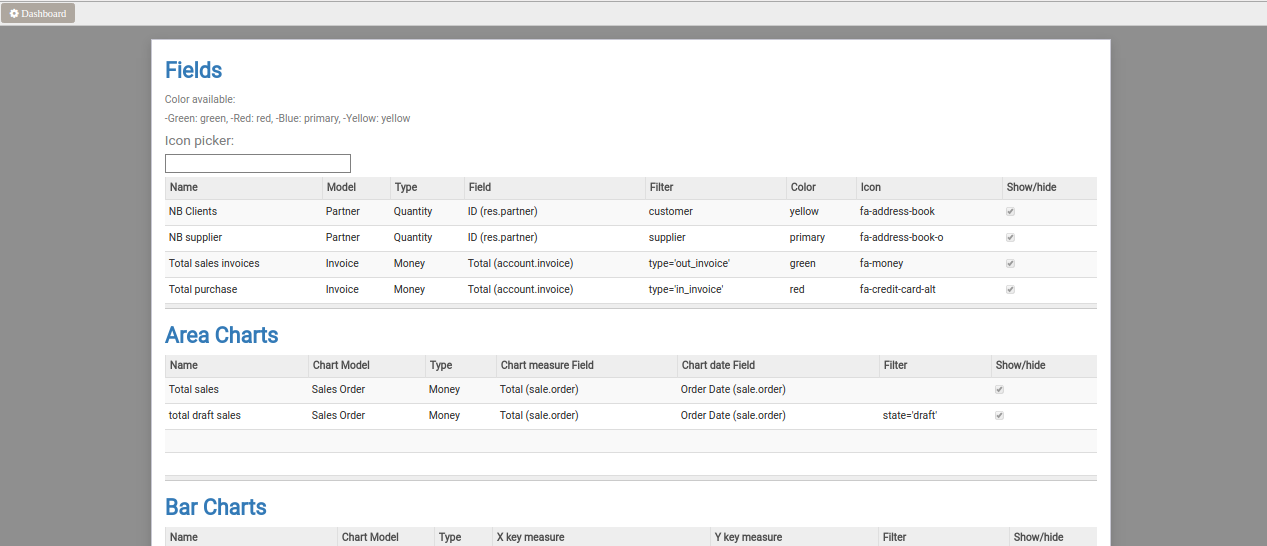 Dashboard
Fields
Color available:
-Green: green, -Red: red, -Blue: primary, -Yellow: yellow
Icon picker:
Name Model Type Field Filter Color Icon Show/hide
NB Clients Partner Quantity ID (res.partner) customer yellow fa-address-book
NB supplier Partner Quantity ID (res.partner) supplier primary fa-address-book-o
Total sales invoices Invoice Money Total (account.invoice) type='out_invoice' green fa-money
Total purchase Invoice Money Total (account.invoice) type='in_invoice' red fa-credit-card-alt
Area Charts
Name Chart Model Type Chart measure Field Chart date Field Filter Show/hide
Total sales Sales Order Money Total (sale.order) Order Date (sale.order)
total draft sales Sales Order Money Total (sale.order) Order Date (sale.order) state='draft'
Bar Charts
Name Chart Model Type X key measure Y key measure Filter Show/hide